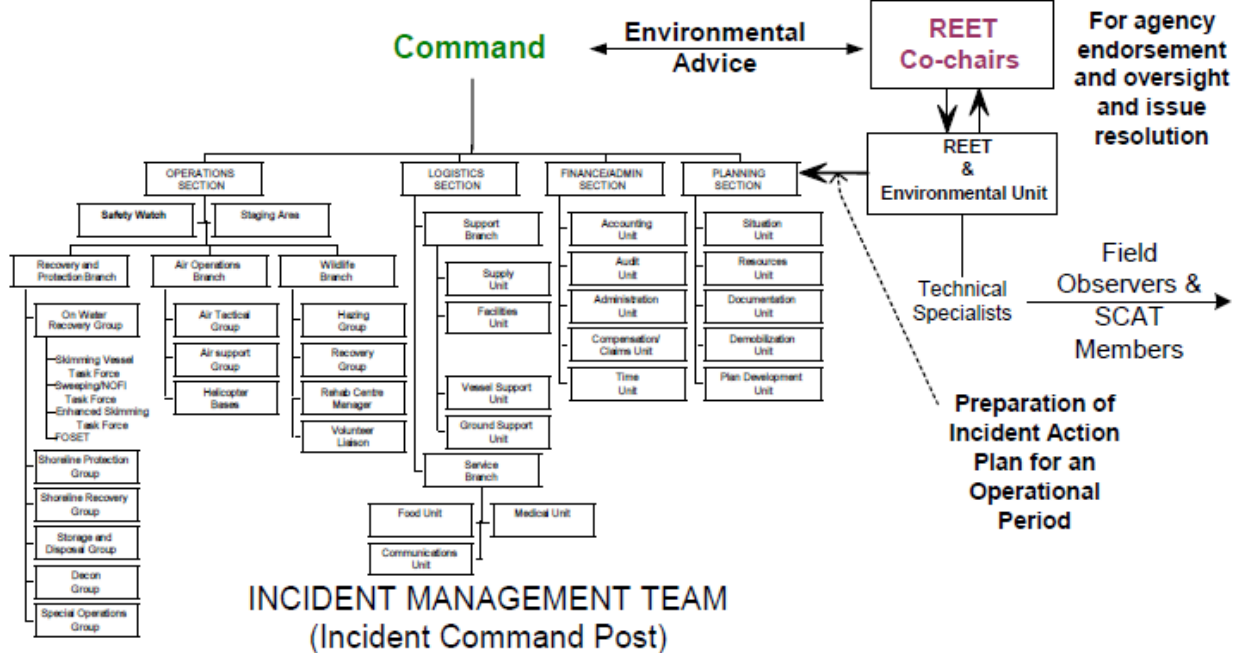 Command
Environmental
Advice
REET
Co-chairs
For agency
endorsement
and oversight
and issue
resolution
REET
&
Environmental Unit
OPERATIONS
SECTION
LOGISTICS
SECTION
FINANCE/ADMIN
SECTION
PLANNING
SECTION
Safety Watch
Staging Area
Recovery and
Protection Branch
Air Operations
Branch
Wildlife
Branch
On Water
Recovery Group
Skimming Vessel
Task Force
Sweeping/NOFI
Task Force
Enhanced Skimming
Task Force
FOSET
Shoreline Protection
Group
Shoreline Recovery
Group
Storage and
Disposal Group
Decon
Group
Special Operations
Group
Air Tactical
Group
Air support
Group
Helicopter
Bases
Hazing
Group
Recovery
Group
Rehab Centre
Manager
Volunteer
Liaison
Support
Branch
Supply
Unit
Facilities
Unit
Vessel Support
Unit
Ground Support
Unit
Service
Branch
Food Unit
Medical Unit
Communications
Unit
Accounting
Unit
Audit
Unit
Administration
Unit
Compensation/
Claims Unit
Time
Unit
Situation
Unit
Resources
Unit
Documentation
Unit
Demobilization
Unit
Plan Development
Unit
Technical
Specialists
Field
Observers &
SCAT
Members
Preparation of
Incident Action
Plan for an
Operational
Period
INCIDENT MANAGEMENT TEAM
(Incident Command Post)